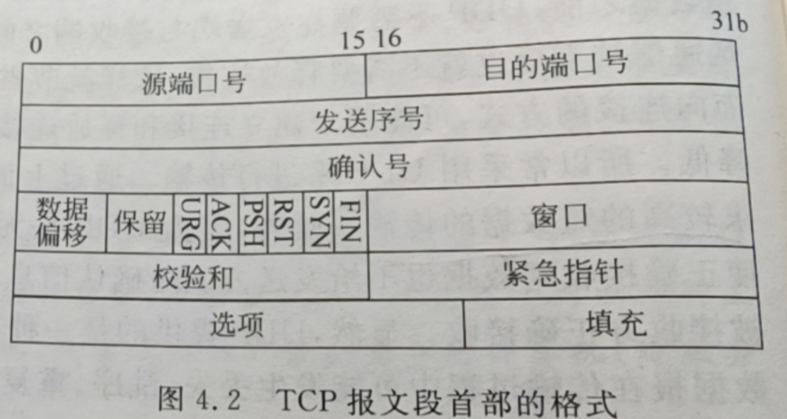 0 15 16 31b
源端口号 目的端口号
发送序号
确认号
数据偏移 保留 URG ACK PSH RST SYN FIN 窗口
校验和 紧急指针
选项 填充
图 4.2 TCP 报文段首部的格式